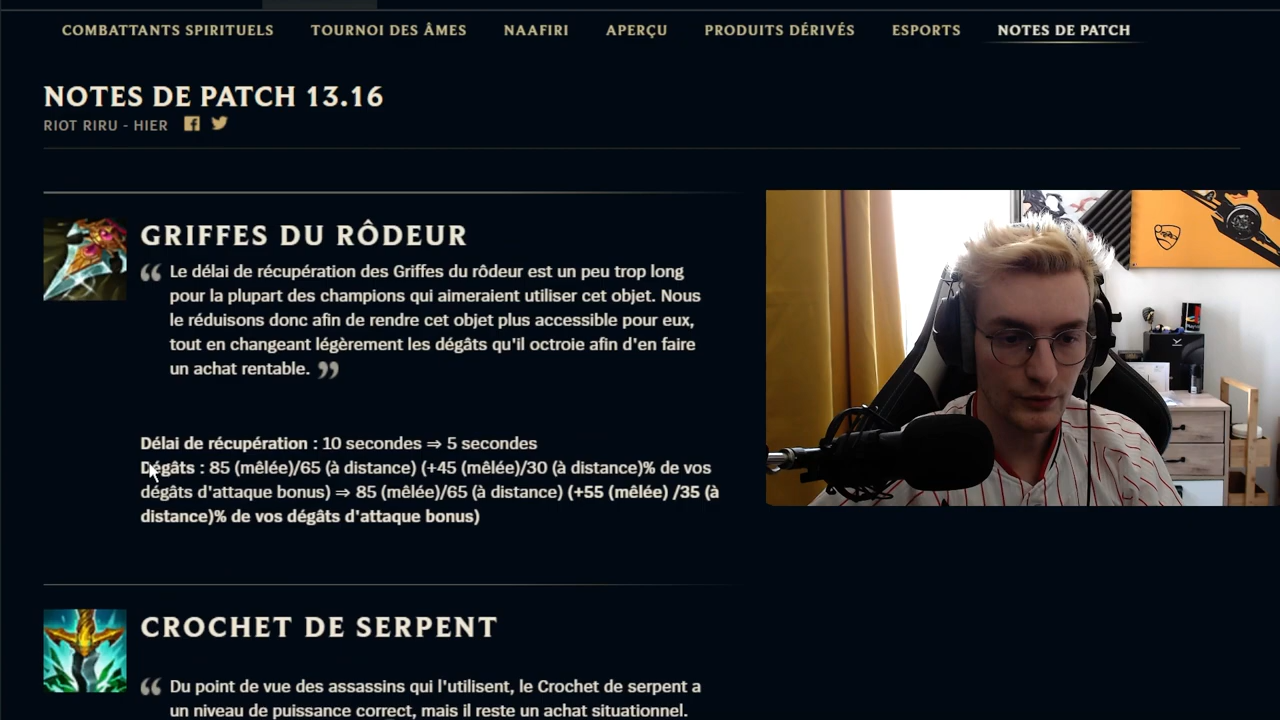 COMBATTANTS SPIRITUELS TOURNOI DES ÂMES NAAFIRI APERÇU PRODUITS DÉRIVÉS ESPORTS NOTES DE PATCH
NOTES DE PATCH 13.16
RIOT RIRU - HIER
GRIFFES DU RÔDEUR
“ Le délai de récupération des Griffes du rôdeur est un peu trop long
pour la plupart des champions qui aimeraient utiliser cet objet. Nous
le réduisons donc afin de rendre cet objet plus accessible pour eux,
tout en changeant légèrement les dégâts qu'il octroie afin d'en faire
un achat rentable. ”
Délai de récupération : 10 secondes ⇒ 5 secondes
Dégâts : 85 (mêlée)/65 (à distance) (+45 (mêlée)/30 (à distance)% de vos
dégâts d'attaque bonus) ⇒ 85 (mêlée)/65 (à distance) (+55 (mêlée) /35 (à
distance)% de vos dégâts d'attaque bonus)
CROCHET DE SERPENT
“ Du point de vue des assassins qui l'utilisent, le Crochet de serpent a
un niveau de puissance correct, mais il reste un achat situationnel.